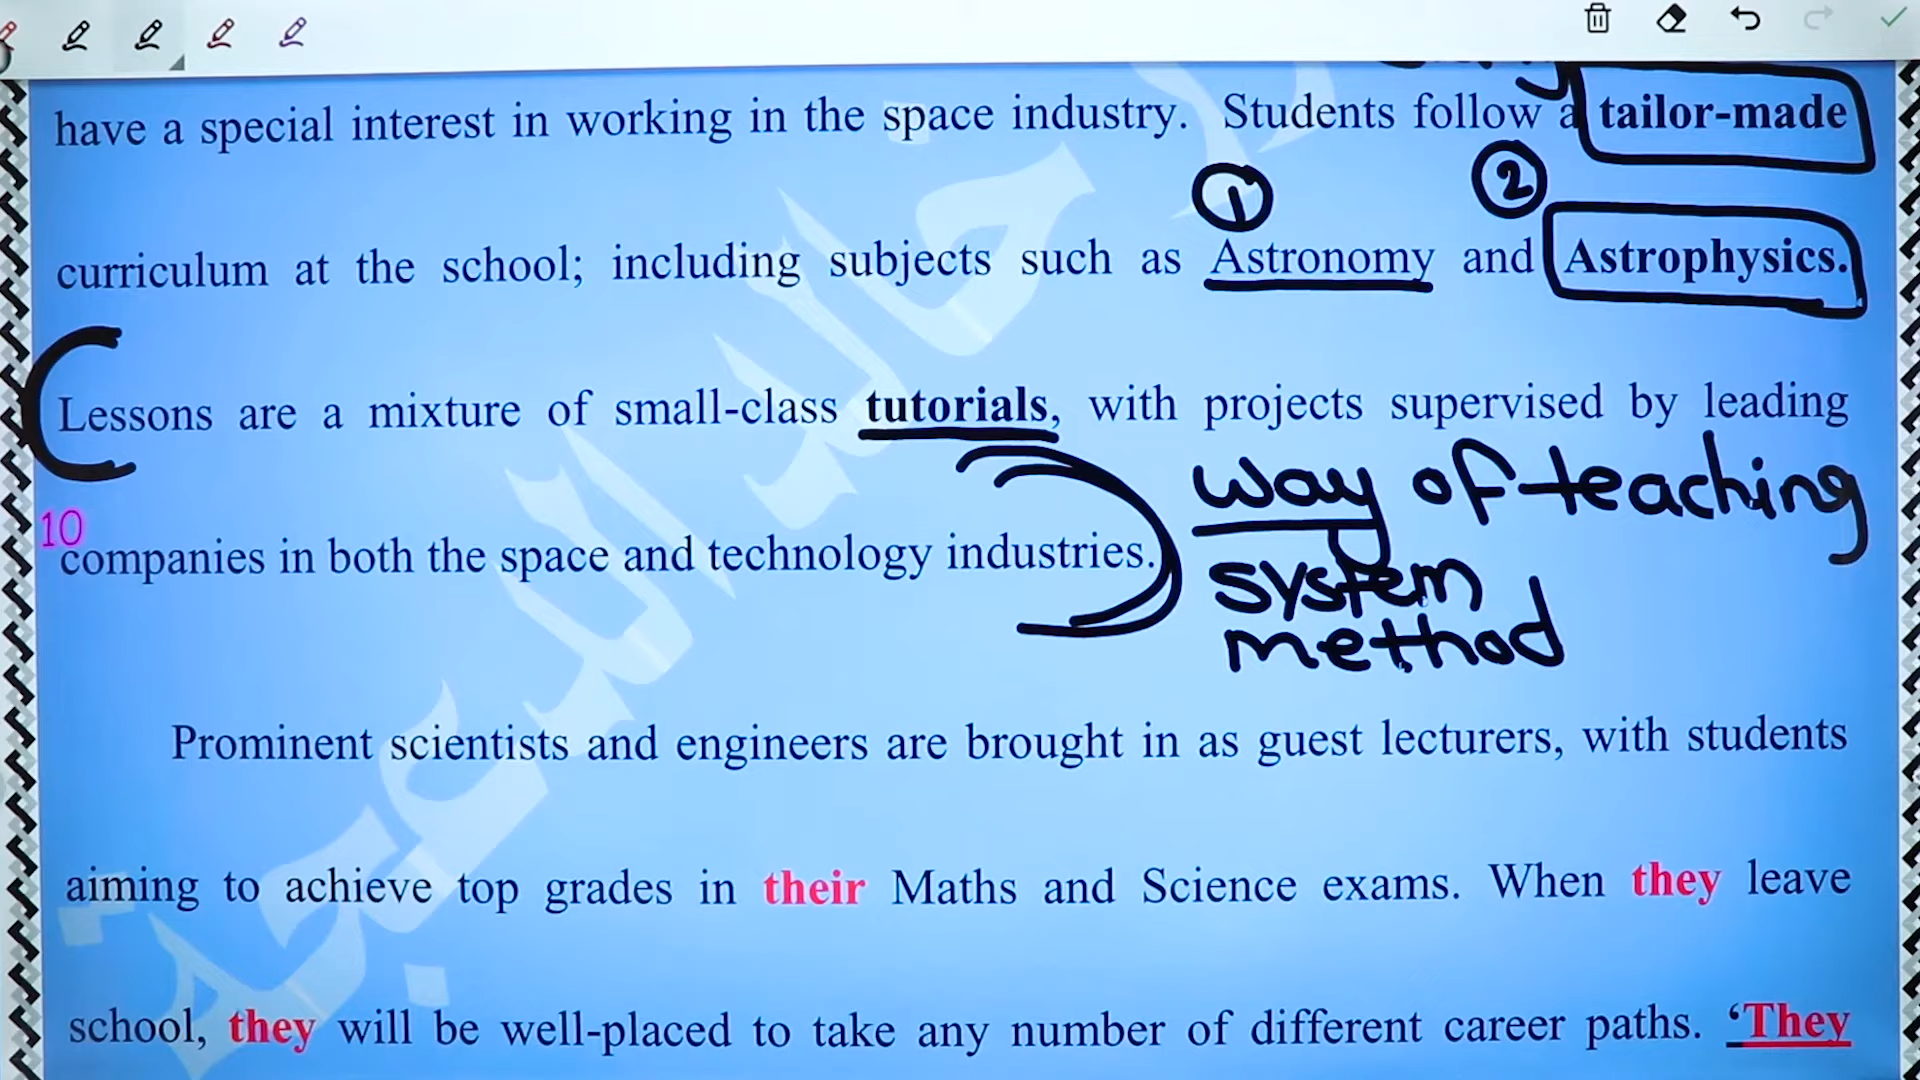 have a special interest in working in the space industry. Students follow a tailor-made
① ②
curriculum at the school; including subjects such as Astronomy and Astrophysics.
Lessons are a mixture of small-class tutorials, with projects supervised by leading
way of teaching
10
companies in both the space and technology industries.
system
method
Prominent scientists and engineers are brought in as guest lecturers, with students
aiming to achieve top grades in their Maths and Science exams. When they leave
school, they will be well-placed to take any number of different career paths. ‘They
خالد الدعجة